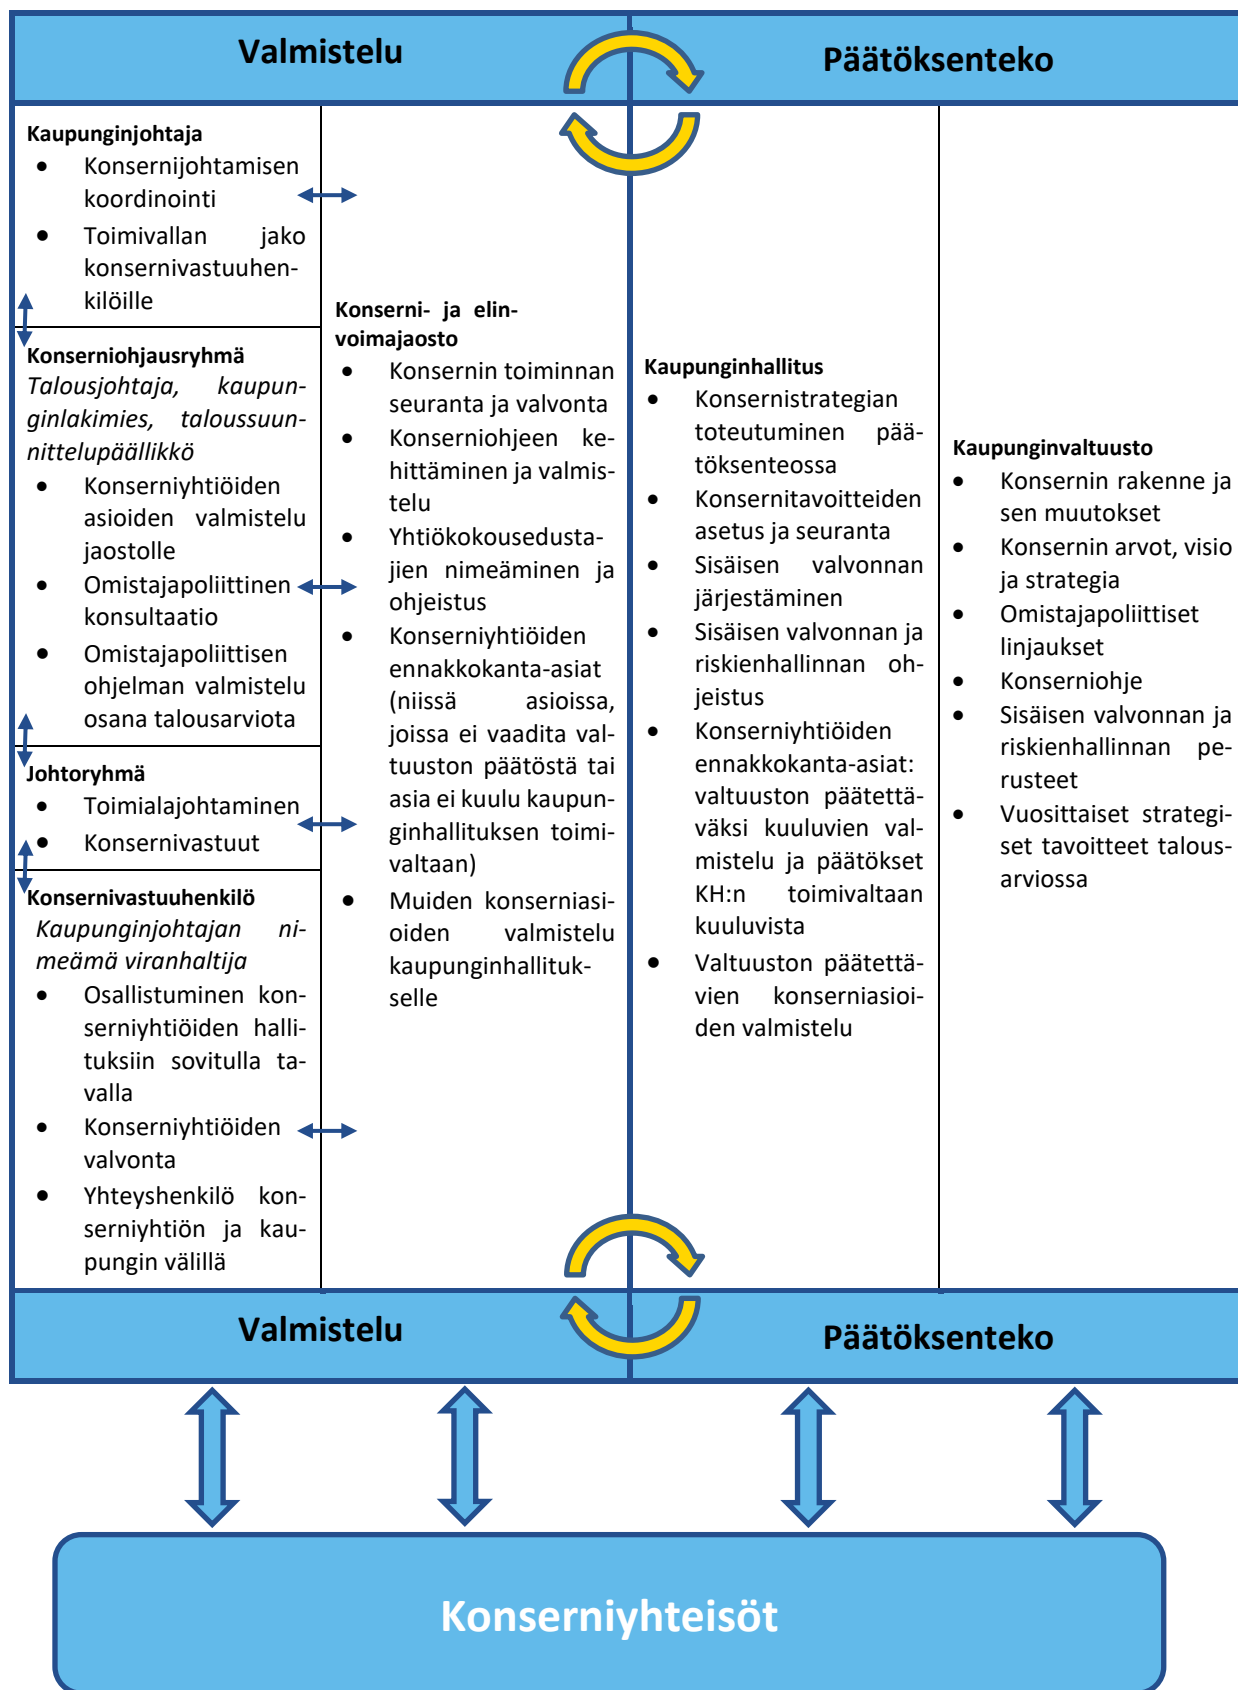 Valmistelu
Päätöksenteko
Kaupunginjohtaja
• Konsernijohtamisen
koordinointi
• Toimivallan jako
konsernivastuuhen-
kilöille
Konserniohjausryhmä
Talousjohtaja, kaupun-
ginlakimies, taloussuun-
nittelupäällikkö
• Konserniyhtiöiden
asioiden valmistelu
jaostolle
• Omistajapoliittinen
konsultaatio
• Omistajapoliittisen
ohjelman valmistelu
osana talousarviota
Johtoryhmä
• Toimialajohtaminen
• Konsernivastuut
Konsernivastuuhenkilö
Kaupunginjohtajan ni-
meämä viranhaltija
• Osallistuminen kon-
serniyhtiöiden halli-
tuksiin sovitulla ta-
valla
• Konserniyhtiöiden
valvonta
• Yhteyshenkilö kon-
serniyhtiön ja kau-
pungin välillä
Konserni- ja elin-
voimajaosto
• Konsernin toiminnan
seuranta ja valvonta
• Konserniohjeen ke-
hittäminen ja valmis-
telu
• Yhtiökokousedusta-
jien nimeäminen ja
ohjeistus
• Konserniyhtiöiden
ennakkokanta-asiat
(niissä asioissa,
joissa ei vaadita val-
tuuston päätöstä tai
asia ei kuulu kaupun-
ginhallituksen toimi-
valtaan)
• Muiden konserniasi-
oiden valmistelu
kaupunginhallituk-
selle
Kaupunginhallitus
• Konsernistrategian
toteutuminen pää-
töksenteossa
• Konsernitavoitteiden
asetus ja seuranta
• Sisäisen valvonnan
järjestäminen
• Sisäisen valvonnan ja
riskienhallinnan oh-
jeistus
• Konserniyhtiöiden
ennakkokanta-asiat:
valtuuston päätettä-
väksi kuuluvien val-
mistelu ja päätökset
KH:n toimivaltaan
kuuluvista
• Valtuuston päätettä-
vien konserniasioi-
den valmistelu
Kaupunginvaltuusto
• Konsernin rakenne ja
sen muutokset
• Konsernin arvot, visio
ja strategia
• Omistajapoliittiset
linjaukset
• Konserniohje
• Sisäisen valvonnan ja
riskienhallinnan pe-
rusteet
• Vuosittaiset strategi-
set tavoitteet talous-
arviossa
Valmistelu
Päätöksenteko
Konserniyhteisöt